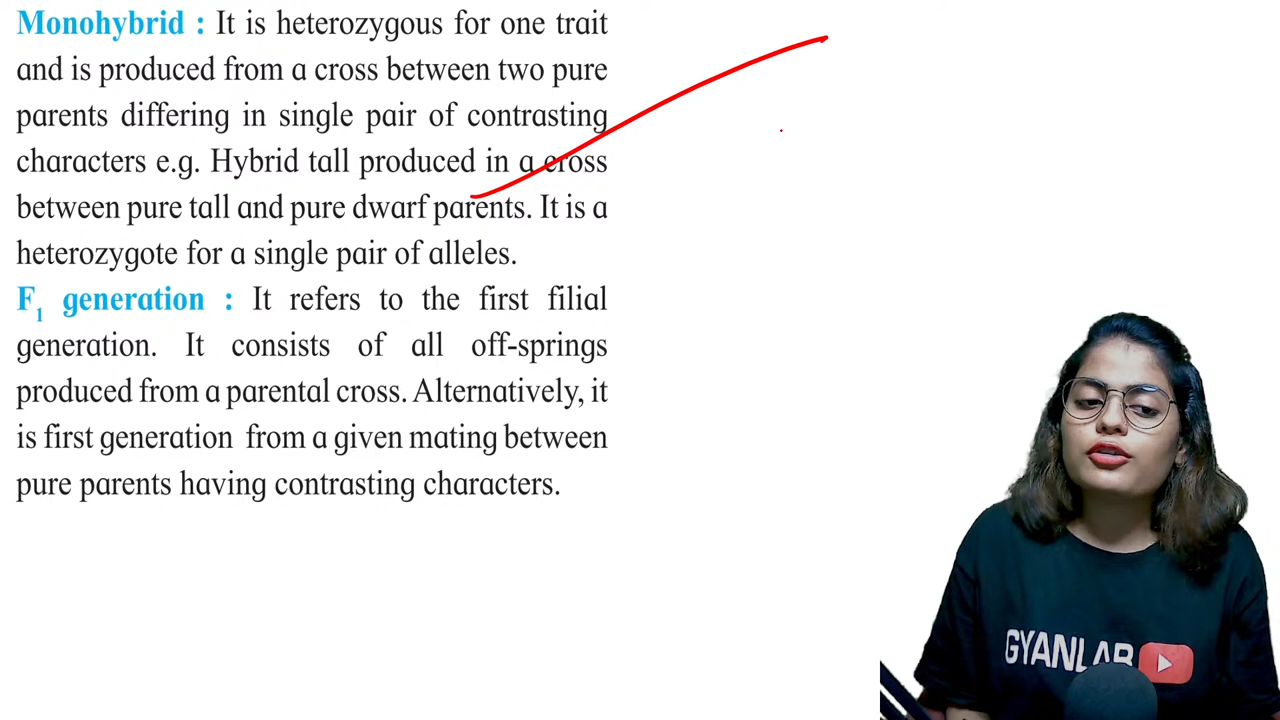 Monohybrid : It is heterozygous for one trait
and is produced from a cross between two pure
parents differing in single pair of contrasting
characters e.g. Hybrid tall produced in a cross
between pure tall and pure dwarf parents. It is a
heterozygote for a single pair of alleles.
F₁ generation : It refers to the first filial
generation. It consists of all off-springs
produced from a parental cross. Alternatively, it
is first generation from a given mating between
pure parents having contrasting characters.
GYANLAB